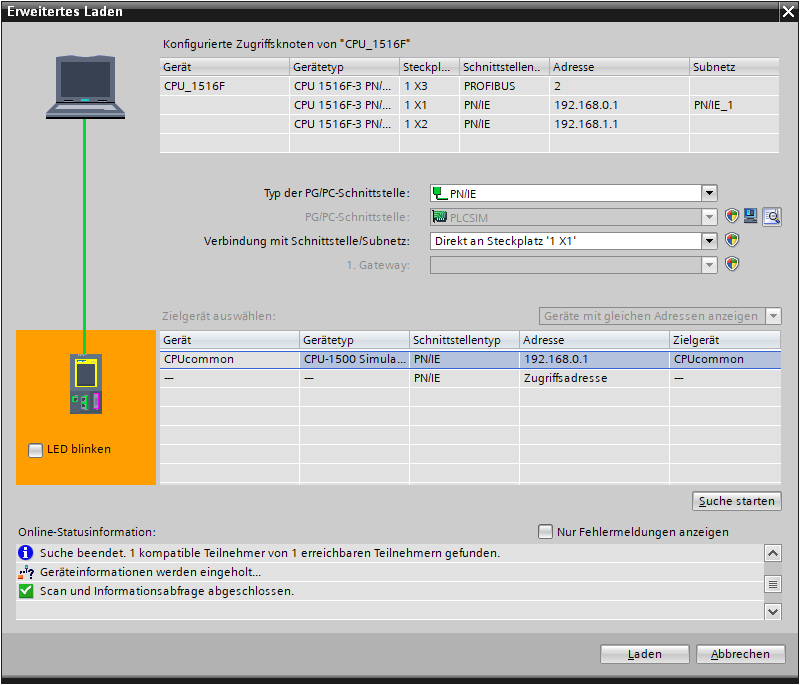 Erweitertes Laden
Konfigurierte Zugriffsknoten von "CPU_1516F"
Gerät Gerätetyp Steckpl... Schnittstellen.. Adresse Subnetz
CPU_1516F CPU 1516F-3 PN/... 1 X3 PROFIBUS 2
CPU 1516F-3 PN/... 1 X1 PN/IE 192.168.0.1 PN/IE_1
CPU 1516F-3 PN/... 1 X2 PN/IE 192.168.1.1
Typ der PG/PC-Schnittstelle: PN/IE
PG/PC-Schnittstelle: PLCSIM
Verbindung mit Schnittstelle/Subnetz: Direkt an Steckplatz '1 X1'
1. Gateway:
Zielgerät auswählen: Geräte mit gleichen Adressen anzeigen
Gerät Gerätetyp Schnittstellentyp Adresse Zielgerät
CPUcommon CPU-1500 Simula... PN/IE 192.168.0.1 CPUcommon
— — PN/IE Zugriffsadresse —
LED blinken
Suche starten
Online-Statusinformation: Nur Fehlermeldungen anzeigen
Suche beendet. 1 kompatible Teilnehmer von 1 erreichbaren Teilnehmern gefunden.
Geräteinformationen werden eingeholt...
Scan und Informationsabfrage abgeschlossen.
Laden Abbrechen